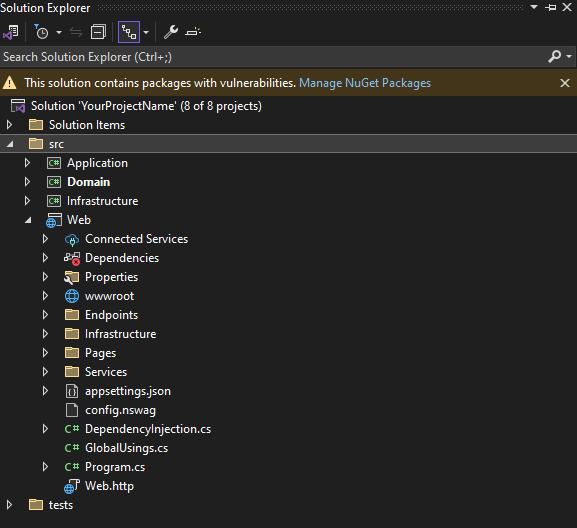 Solution Explorer
Search Solution Explorer (Ctrl+;)
This solution contains packages with vulnerabilities. Manage NuGet Packages
Solution 'YourProjectName' (8 of 8 projects)
Solution Items
src
C# Application
C# Domain
C# Infrastructure
Web
Connected Services
Dependencies
Properties
wwwroot
Endpoints
Infrastructure
Pages
Services
appsettings.json
config.nswag
C# DependencyInjection.cs
C# GlobalUsings.cs
C# Program.cs
Web.http
tests